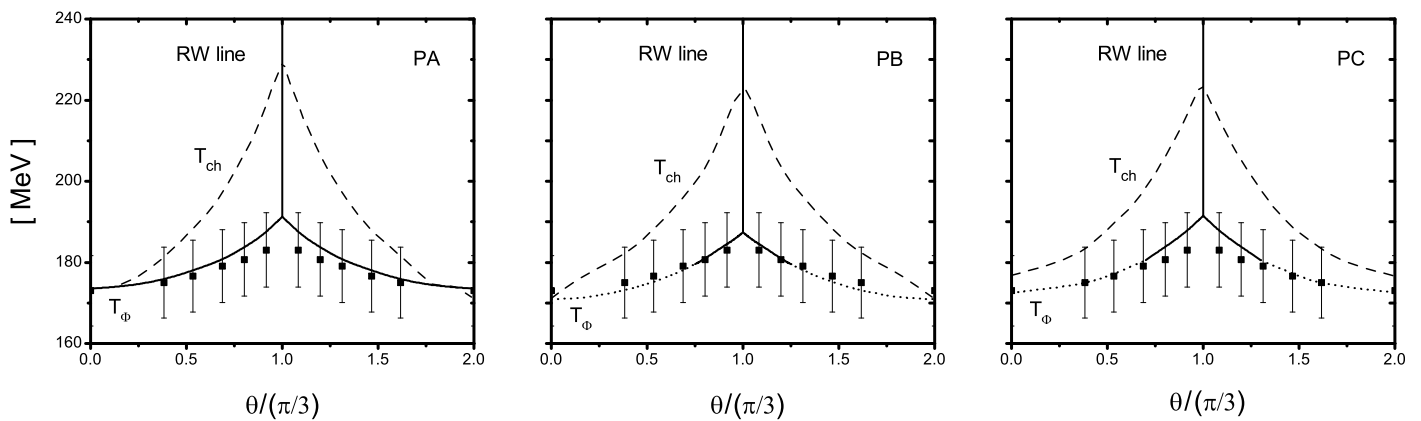 240
220
200
180
160
[ MeV]
RW line
PA
T_ch
T_Φ
0.0 0.5 1.0 1.5 2.0
θ/(π/3)
RW line
PB
T_ch
T_Φ
0.0 0.5 1.0 1.5 2.0
θ/(π/3)
RW line
PC
T_ch
T_Φ
0.0 0.5 1.0 1.5 2.0
θ/(π/3)